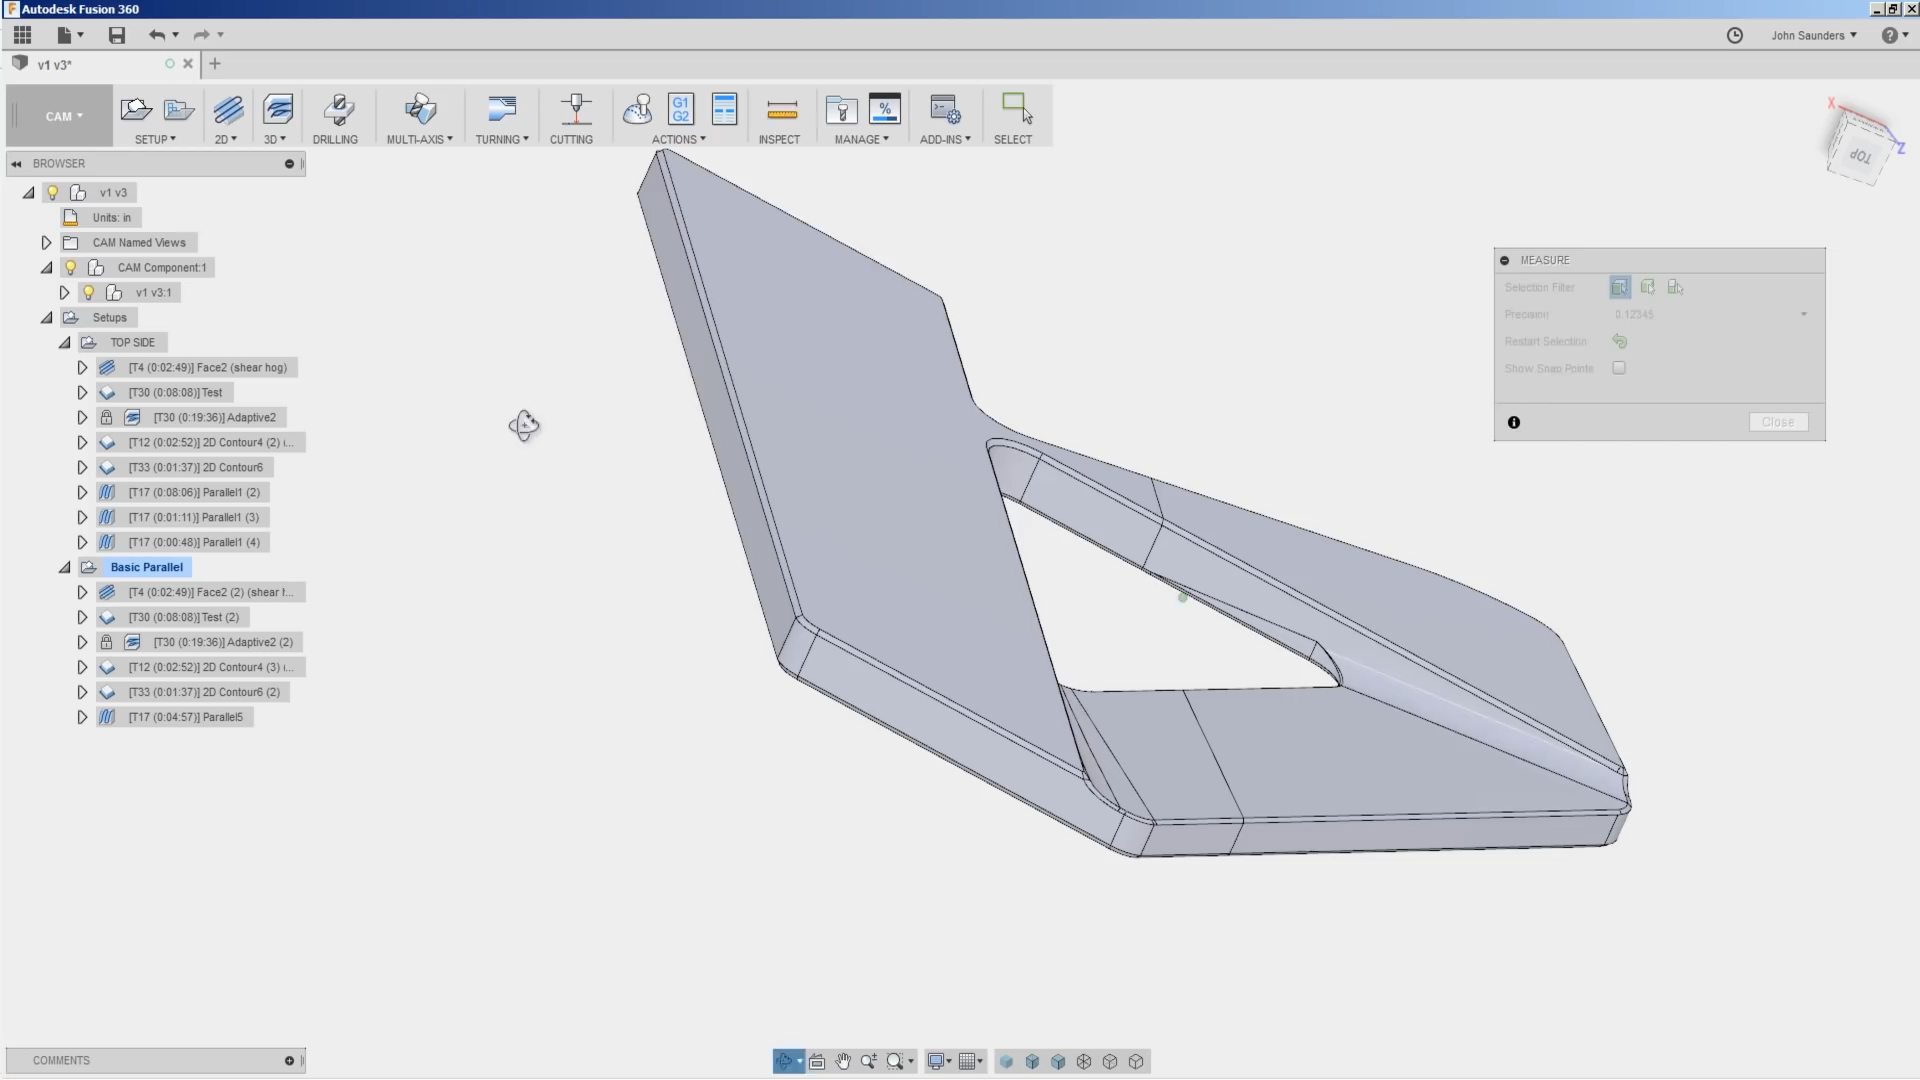 Autodesk Fusion 360
John Saunders
v1 v3*
CAM
SETUP
2D
3D
DRILLING
MULTI-AXIS
TURNING
CUTTING
G1
G2
ACTIONS
INSPECT
%
MANAGE
ADD-INS
SELECT
X
Z
TOP
BROWSER
v1 v3
Units: in
CAM Named Views
CAM Component:1
v1 v3:1
Setups
TOP SIDE
[T4 (0:02:49)] Face2 (shear hog)
[T30 (0:08:08)] Test
[T30 (0:19:36)] Adaptive2
[T12 (0:02:52)] 2D Contour4 (2) (...
[T33 (0:01:37)] 2D Contour6
[T17 (0:08:06)] Parallel1 (2)
[T17 (0:01:11)] Parallel1 (3)
[T17 (0:00:48)] Parallel1 (4)
Basic Parallel
[T4 (0:02:49)] Face2 (2) (shear h...
[T30 (0:08:08)] Test (2)
[T30 (0:19:36)] Adaptive2 (2)
[T12 (0:02:52)] 2D Contour4 (3) (...
[T33 (0:01:37)] 2D Contour6 (2)
[T17 (0:04:57)] Parallel5
MEASURE
Selection Filter
Precision 0.12345
Restart Selection
Show Snap Points
Close
COMMENTS